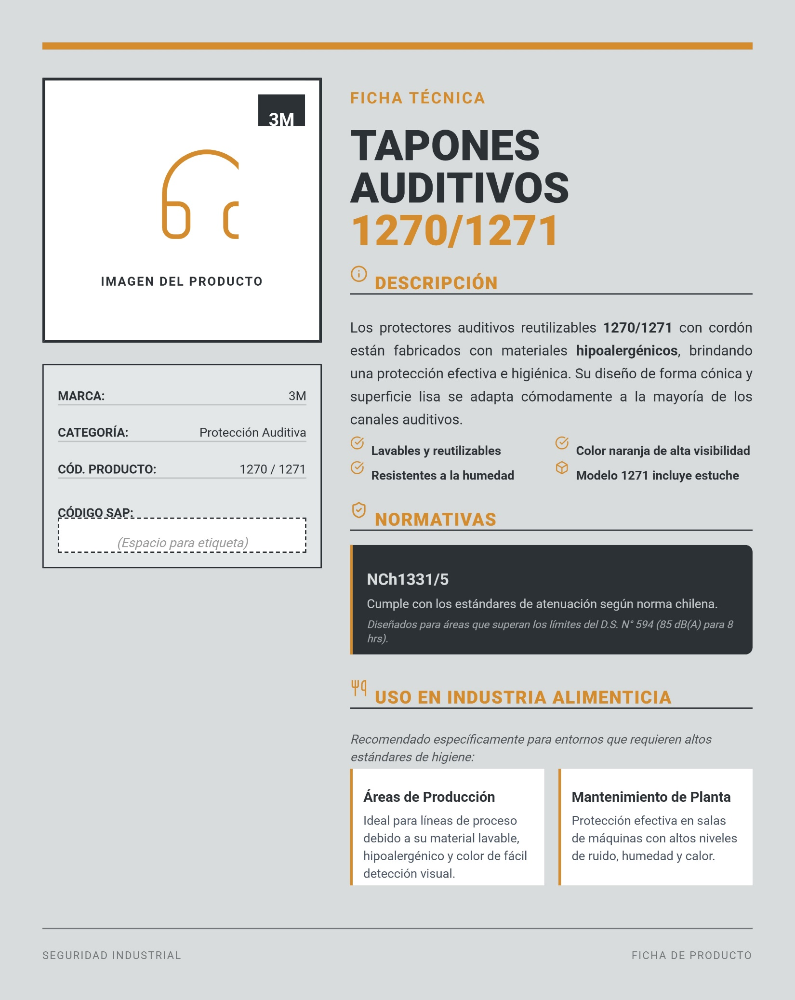 3M
IMAGEN DEL PRODUCTO
MARCA: 3M
CATEGORÍA: Protección Auditiva
CÓD. PRODUCTO: 1270 / 1271
CÓDIGO SAP:
(Espacio para etiqueta)
FICHA TÉCNICA
TAPONES
AUDITIVOS
1270/1271
DESCRIPCIÓN
Los protectores auditivos reutilizables 1270/1271 con cordón
están fabricados con materiales hipoalergénicos, brindando
una protección efectiva e higiénica. Su diseño de forma cónica y
superficie lisa se adapta cómodamente a la mayoría de los
canales auditivos.
Lavables y reutilizables
Color naranja de alta visibilidad
Resistentes a la humedad
Modelo 1271 incluye estuche
NORMATIVAS
NCh1331/5
Cumple con los estándares de atenuación según norma chilena.
Diseñados para áreas que superan los límites del D.S. N° 594 (85 dB(A) para 8
hrs).
USO EN INDUSTRIA ALIMENTICIA
Recomendado específicamente para entornos que requieren altos
estándares de higiene:
Áreas de Producción
Ideal para líneas de proceso
debido a su material lavable,
hipoalergénico y color de fácil
detección visual.
Mantenimiento de Planta
Protección efectiva en salas
de máquinas con altos niveles
de ruido, humedad y calor.
SEGURIDAD INDUSTRIAL
FICHA DE PRODUCTO